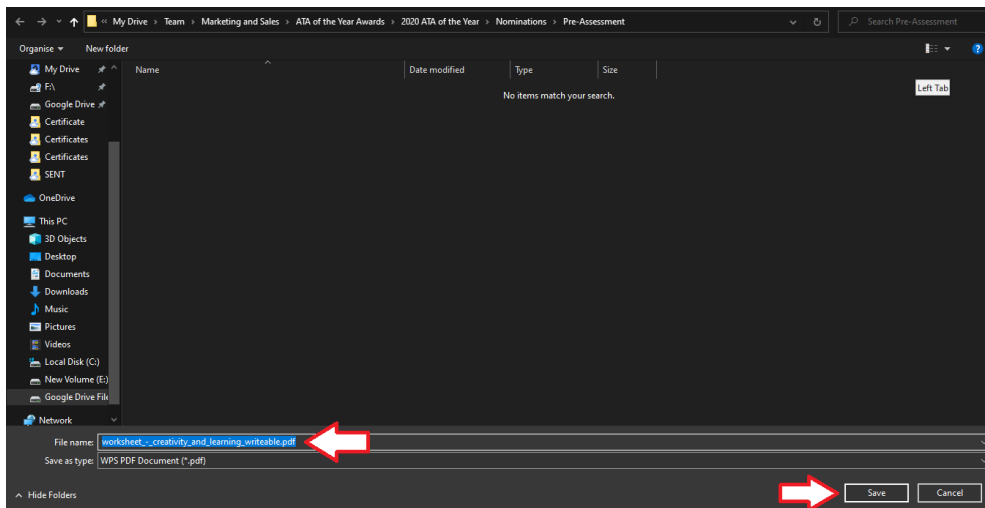 « My Drive > Team > Marketing and Sales > ATA of the Year Awards > 2020 ATA of the Year > Nominations > Pre-Assessment
Search Pre-Assessment
Organise New folder
?
Name Date modified Type Size
No items match your search.
Left Tab
My Drive
F:\
Google Drive
Certificate
Certificates
Certificates
SENT
OneDrive
This PC
3D Objects
Desktop
Documents
Downloads
Music
Pictures
Videos
Local Disk (C:)
New Volume (E:)
Google Drive File
Network
File name: worksheet_-_creativity_and_learning_writeable.pdf
Save as type: WPS PDF Document (*.pdf)
Hide Folders Save Cancel